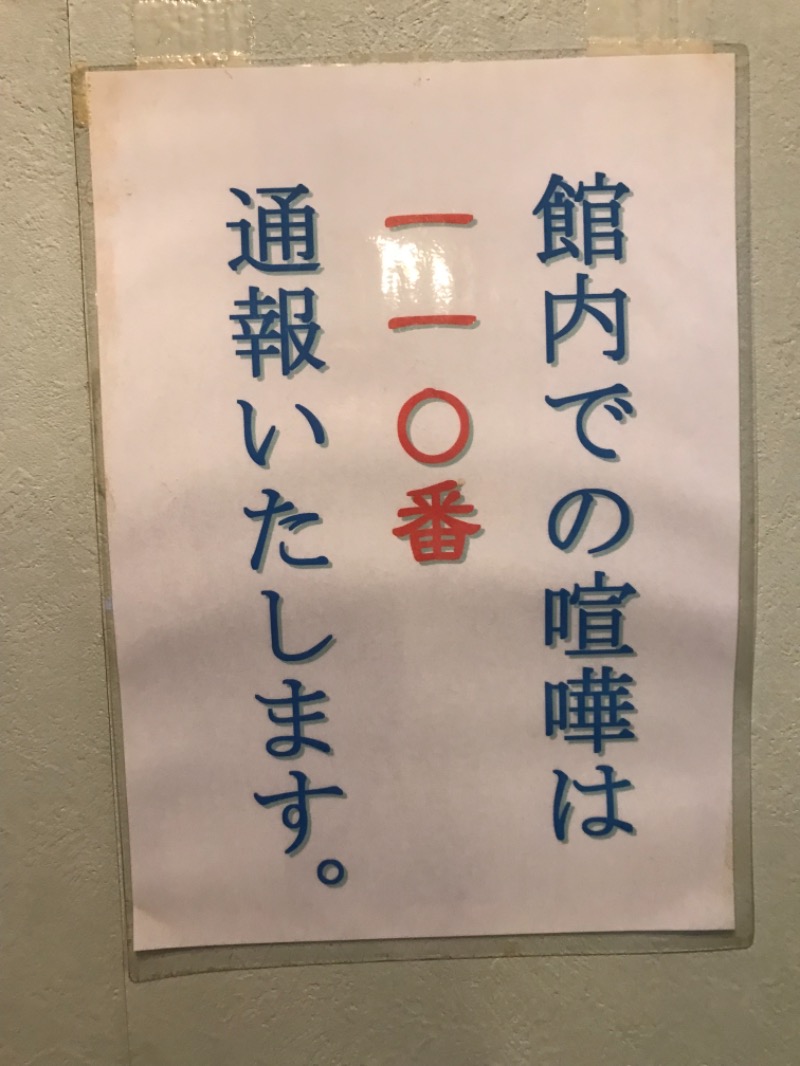 館内での喧嘩は
一一〇番
通報いたします。